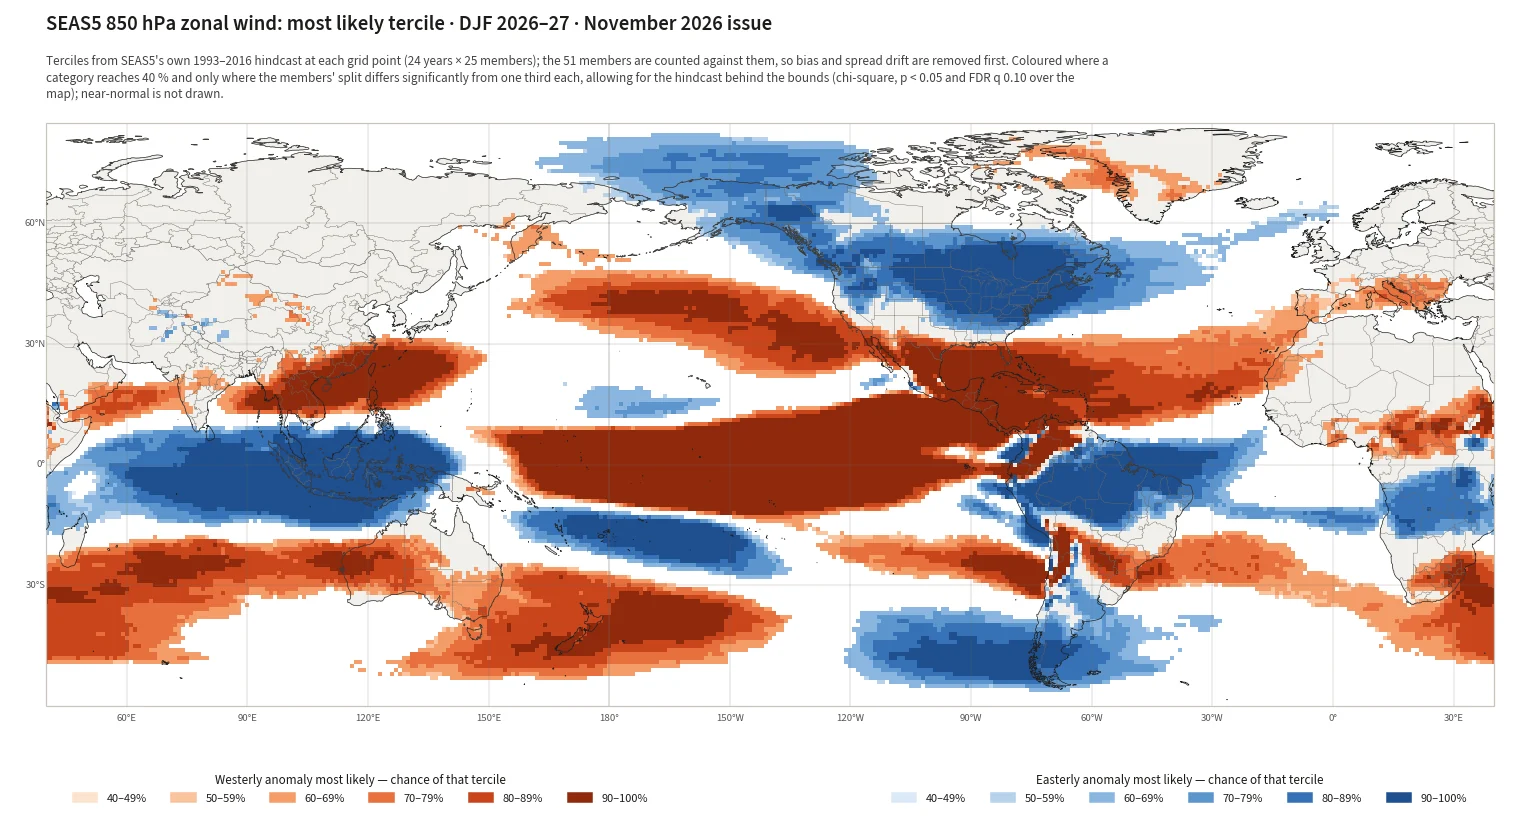 SEAS5 850 hPa zonal wind: most likely tercile · DJF 2026–27 · November 2026 issue
Terciles from SEAS5's own 1993–2016 hindcast at each grid point (24 years × 25 members); the 51 members are counted against them, so bias and spread drift are removed first. Coloured where a
category reaches 40 % and only where the members' split differs significantly from one third each, allowing for the hindcast behind the bounds (chi-square, p < 0.05 and FDR q 0.10 over the
map); near-normal is not drawn.
60°N
30°N
0°
30°S
60°E 90°E 120°E 150°E 180° 150°W 120°W 90°W 60°W 30°W 0° 30°E
Westerly anomaly most likely — chance of that tercile
40–49% 50–59% 60–69% 70–79% 80–89% 90–100%
Easterly anomaly most likely — chance of that tercile
40–49% 50–59% 60–69% 70–79% 80–89% 90–100%